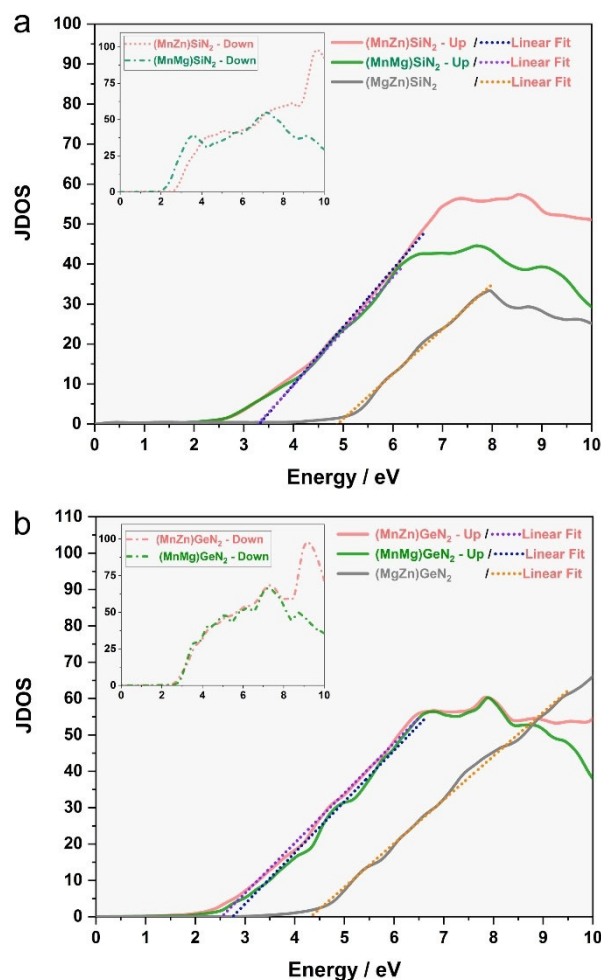 a
(MnZn)SiN₂ - Down
(MnMg)SiN₂ - Down
100
75
50
25
0
0 2 4 6 8 10
(MnZn)SiN₂ - Up / Linear Fit
(MnMg)SiN₂ - Up / Linear Fit
(MgZn)SiN₂ / Linear Fit
JDOS
100
90
80
70
60
50
40
30
20
10
0
0 1 2 3 4 5 6 7 8 9 10
Energy / eV
b
(MnZn)GeN₂ - Down
(MnMg)GeN₂ - Down
100
75
50
25
0
0 2 4 6 8 10
(MnZn)GeN₂ - Up / Linear Fit
(MnMg)GeN₂ - Up / Linear Fit
(MgZn)GeN₂ / Linear Fit
JDOS
110
100
90
80
70
60
50
40
30
20
10
0
0 1 2 3 4 5 6 7 8 9 10
Energy / eV